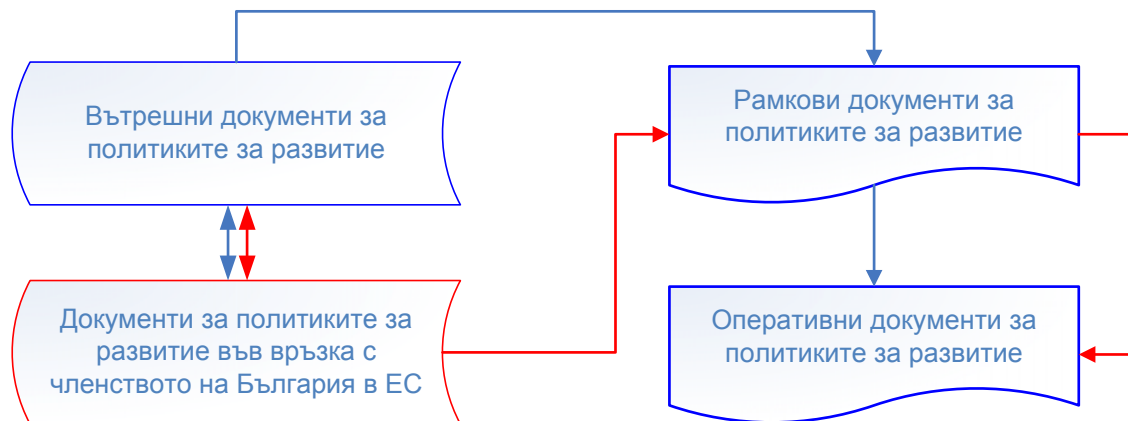 Вътрешни документи за
политиките за развитие
Рамкови документи за
политиките за развитие
Документи за политиките за
развитие във връзка с
членството на България в ЕС
Оперативни документи за
политиките за развитие